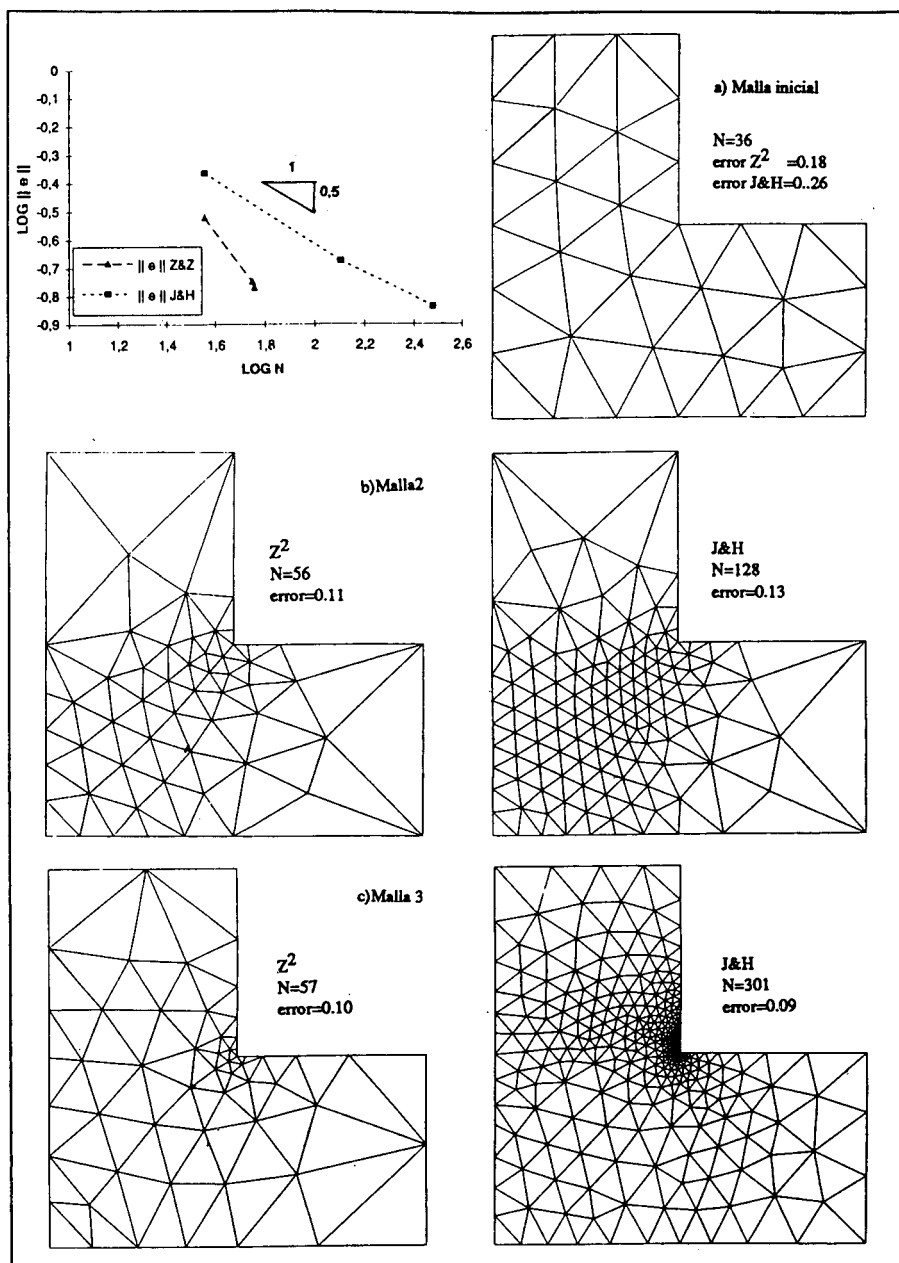 0
-0,1
-0,2
-0,3
-0,4
-0,5
-0,6
-0,7
-0,8
-0,9
LOG || e ||
1
0,5
|| e || Z&Z
|| e || J&H
1 1,2 1,4 1,6 1,8 2 2,2 2,4 2,6
LOG N
a) Malla inicial
N=36
error Z² =0.18
error J&H=0..26
b)Malla2
Z²
N=56
error=0.11
J&H
N=128
error=0.13
c)Malla 3
Z²
N=57
error=0.10
J&H
N=301
error=0.09